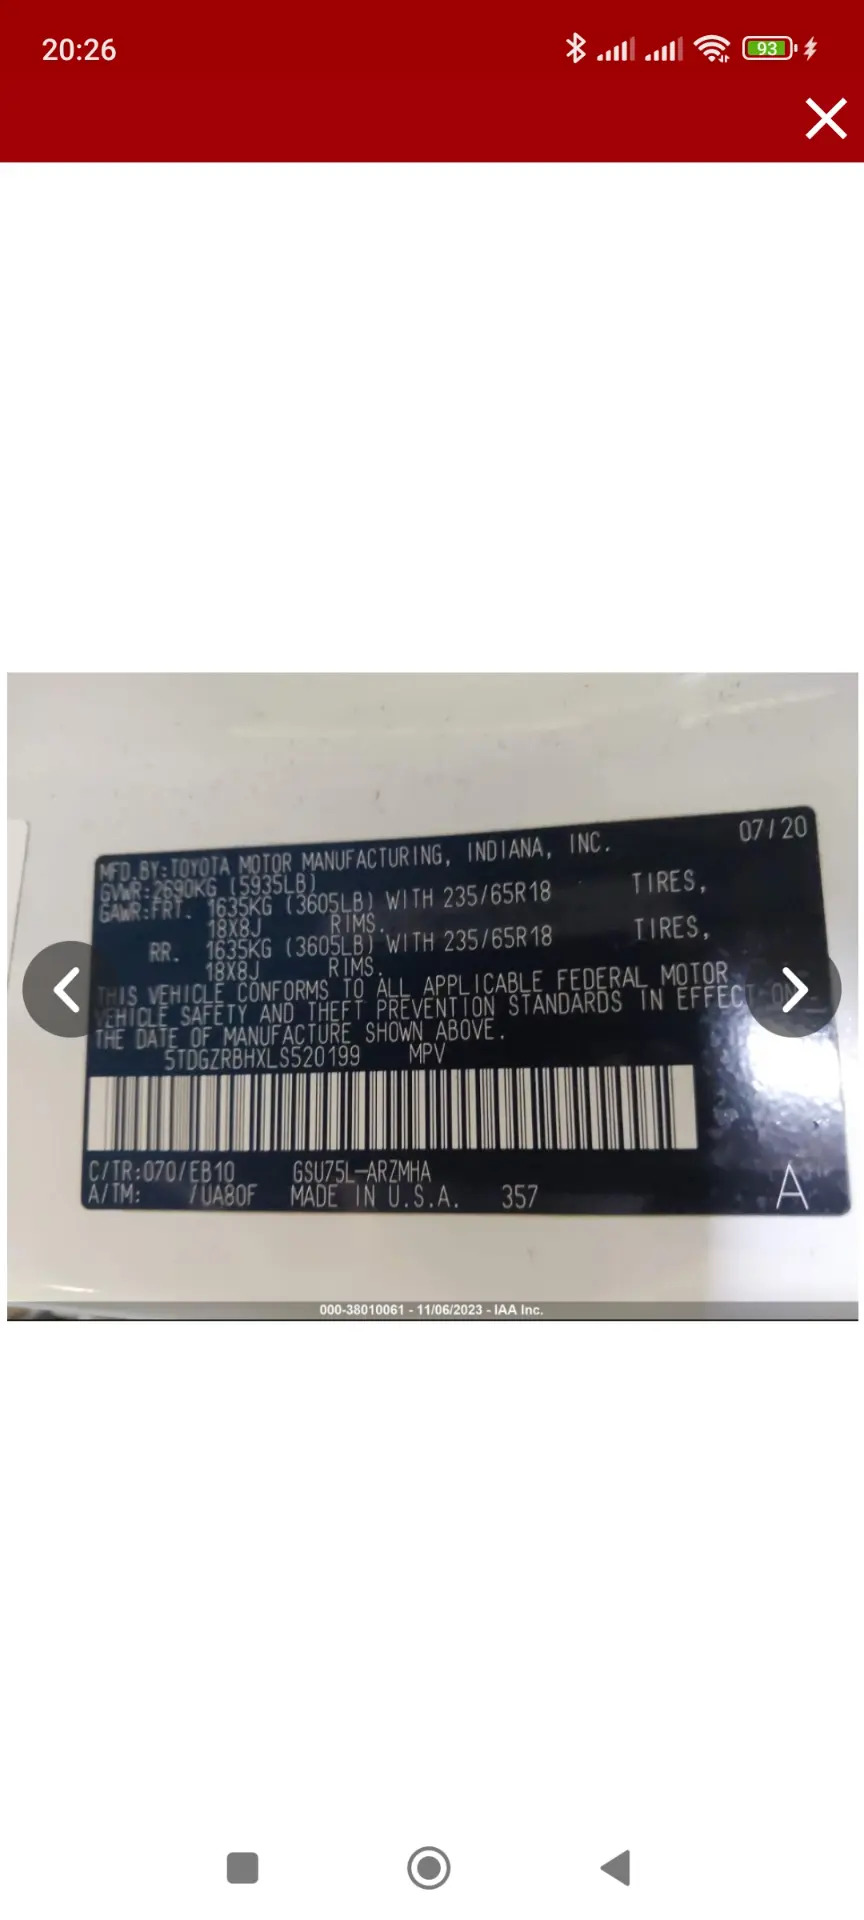 20:26
93
07/20
MFD.BY:TOYOTA MOTOR MANUFACTURING, INDIANA, INC.
GVWR:2690KG (5935LB)
GAWR:FRT. 1635KG (3605LB) WITH 235/65R18 TIRES,
18X8J RIMS.
RR. 1635KG (3605LB) WITH 235/65R18 TIRES,
18X8J RIMS.
THIS VEHICLE CONFORMS TO ALL APPLICABLE FEDERAL MOTOR
VEHICLE SAFETY AND THEFT PREVENTION STANDARDS IN EFFECT ON
THE DATE OF MANUFACTURE SHOWN ABOVE.
5TDGZRBHXLS520199 MPV
C/TR:070/EB10 GSU75L-ARZMHA
A/TM: /UA80F MADE IN U.S.A. 357
A
000-38010061 - 11/06/2023 - IAA Inc.